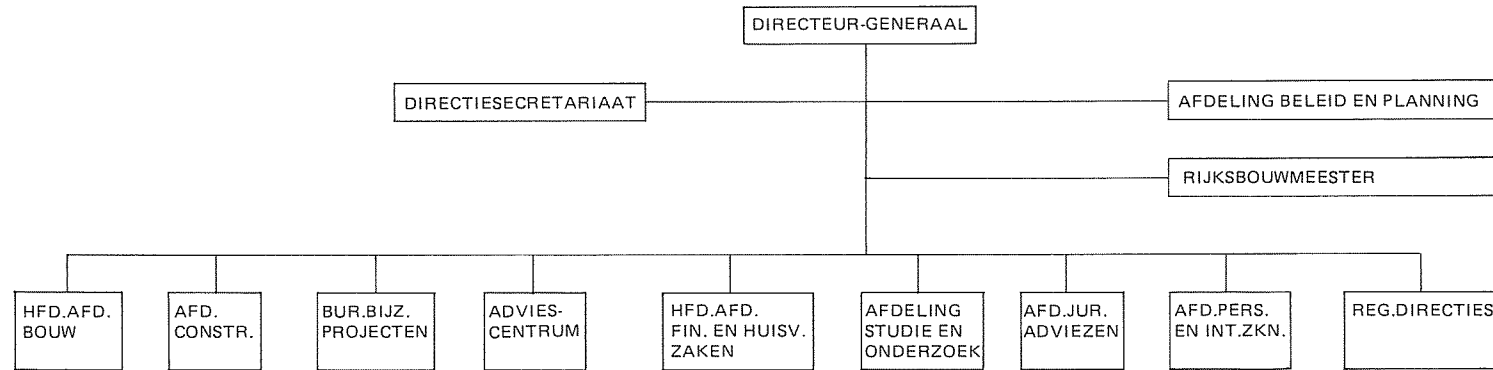 DIRECTEUR-GENERAAL
DIRECTIESECRETARIAAT
AFDELING BELEID EN PLANNING
RIJKSBOUWMEESTER
HFD.AFD.
BOUW
AFD.
CONSTR.
BUR.BIJZ.
PROJECTEN
ADVIES-
CENTRUM
HFD.AFD.
FIN. EN HUISV.
ZAKEN
AFDELING
STUDIE EN
ONDERZOEK
AFD.JUR.
ADVIEZEN
AFD.PERS.
EN INT.ZKN.
REG.DIRECTIES